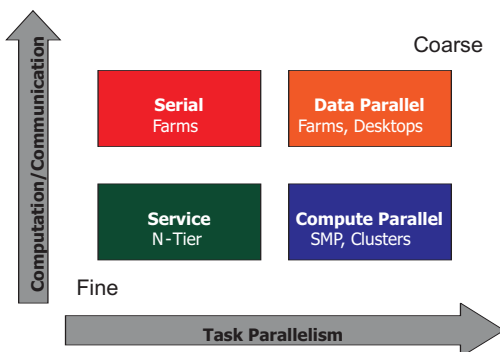 Coarse
Computation/Communication
Serial
Farms
Data Parallel
Farms, Desktops
Service
N-Tier
Compute Parallel
SMP, Clusters
Fine
Task Parallelism